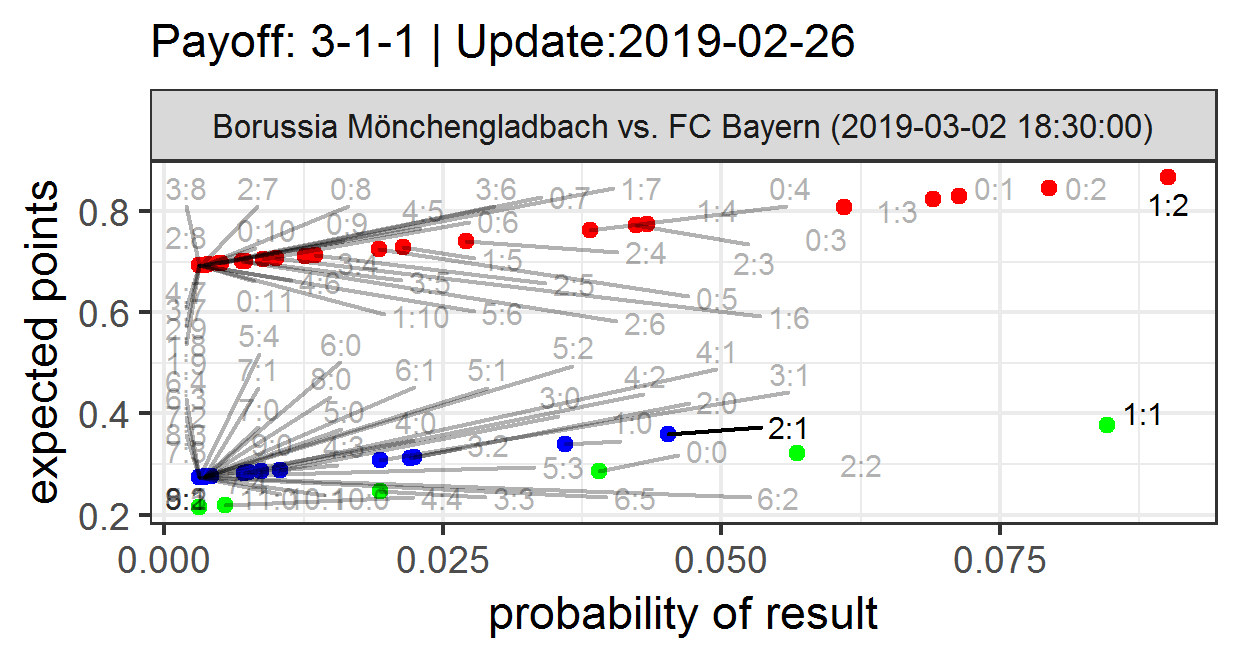 Payoff: 3-1-1 | Update:2019-02-26
Borussia Mönchengladbach vs. FC Bayern (2019-03-02 18:30:00)
expected points
0.8
0.6
0.4
0.2
3:8 2:7 0:8 3:6 0:7 1:7 0:4 0:1 0:2
4:5 1:4 1:3 1:2
2:8 0:10 0:9 0:6 0:3
3:4 1:5 2:4 2:3
4:6 3:5 2:5 0:5
4:7 0:11
3:7 1:10 5:6 2:6 1:6
2:9
5:4 6:0 5:2 4:1
1:8
1:9 7:1 8:0 6:1 5:1 4:2 3:1
6:4
6:3 7:0 5:0 4:0 3:0 2:0 1:1
7:2 1:0 2:1
8:3 9:0 4:3 3:2 0:0
7:3 5:3 2:2
11:0 10:1 10:0 4:4 3:3 6:5 6:2
0.000 0.025 0.050 0.075
probability of result